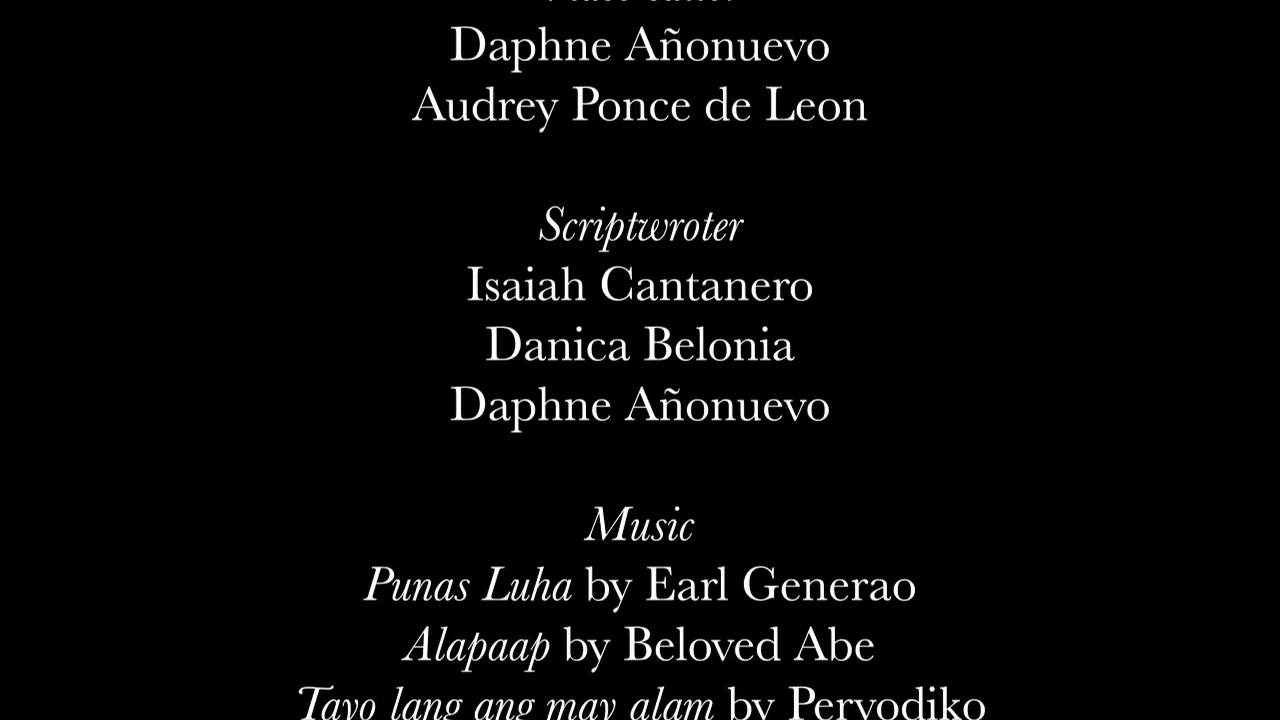 Daphne Añonuevo
Audrey Ponce de Leon
Scriptwroter
Isaiah Cantanero
Danica Belonia
Daphne Añonuevo
Music
Punas Luha by Earl Generao
Alapaap by Beloved Abe
Tayo lang ang may alam by Peryodiko